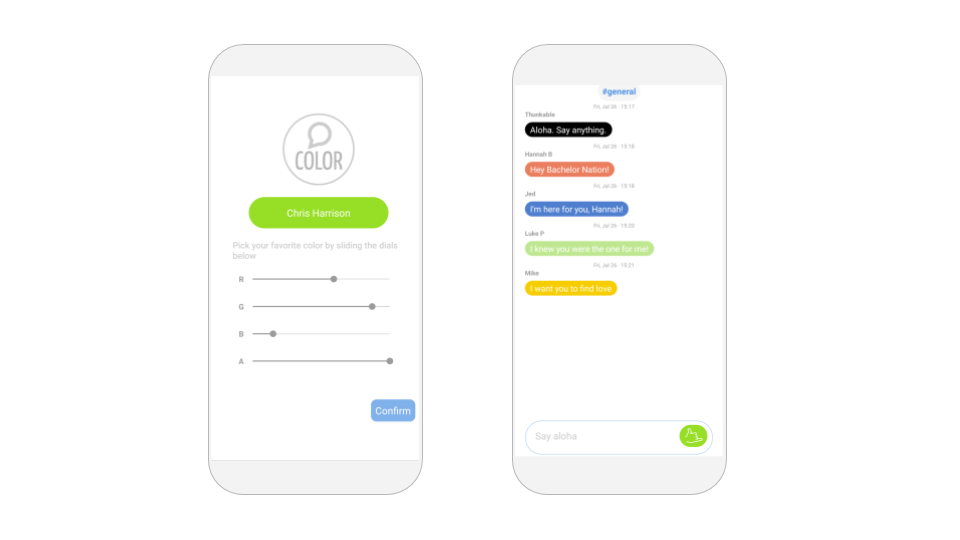 COLOR
Chris Harrison
Pick your favorite color by sliding the dials
below
R
G
B
A
Confirm
#general
Fri, Jul 26 · 15:17
Thunkable
Aloha. Say anything.
Fri, Jul 26 · 15:18
Hannah B
Hey Bachelor Nation!
Fri, Jul 26 · 15:18
Jed
I'm here for you, Hannah!
Fri, Jul 26 · 15:20
Luke P
I knew you were the one for me!
Fri, Jul 26 · 15:21
Mike
I want you to find love
Say aloha